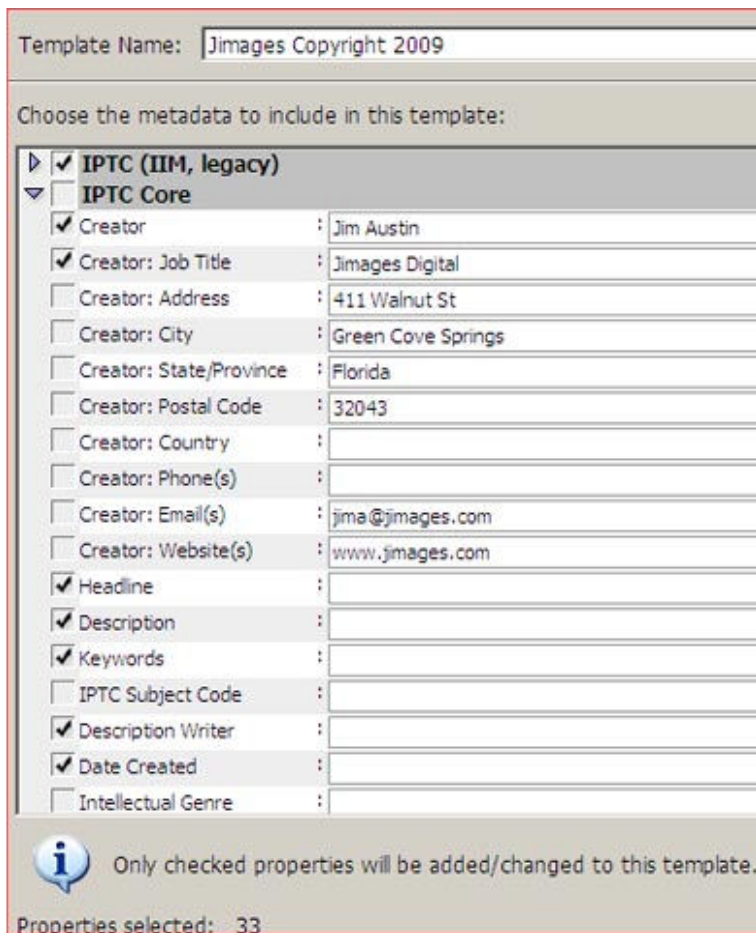 Template Name: Jimages Copyright 2009
Choose the metadata to include in this template:
IPTC (IIM, legacy)
IPTC Core
Creator : Jim Austin
Creator: Job Title : Jimages Digital
Creator: Address : 411 Walnut St
Creator: City : Green Cove Springs
Creator: State/Province : Florida
Creator: Postal Code : 32043
Creator: Country :
Creator: Phone(s) :
Creator: Email(s) : jima@jimages.com
Creator: Website(s) : www.jimages.com
Headline :
Description :
Keywords :
IPTC Subject Code :
Description Writer :
Date Created :
Intellectual Genre :
Only checked properties will be added/changed to this template.
Properties selected: 33